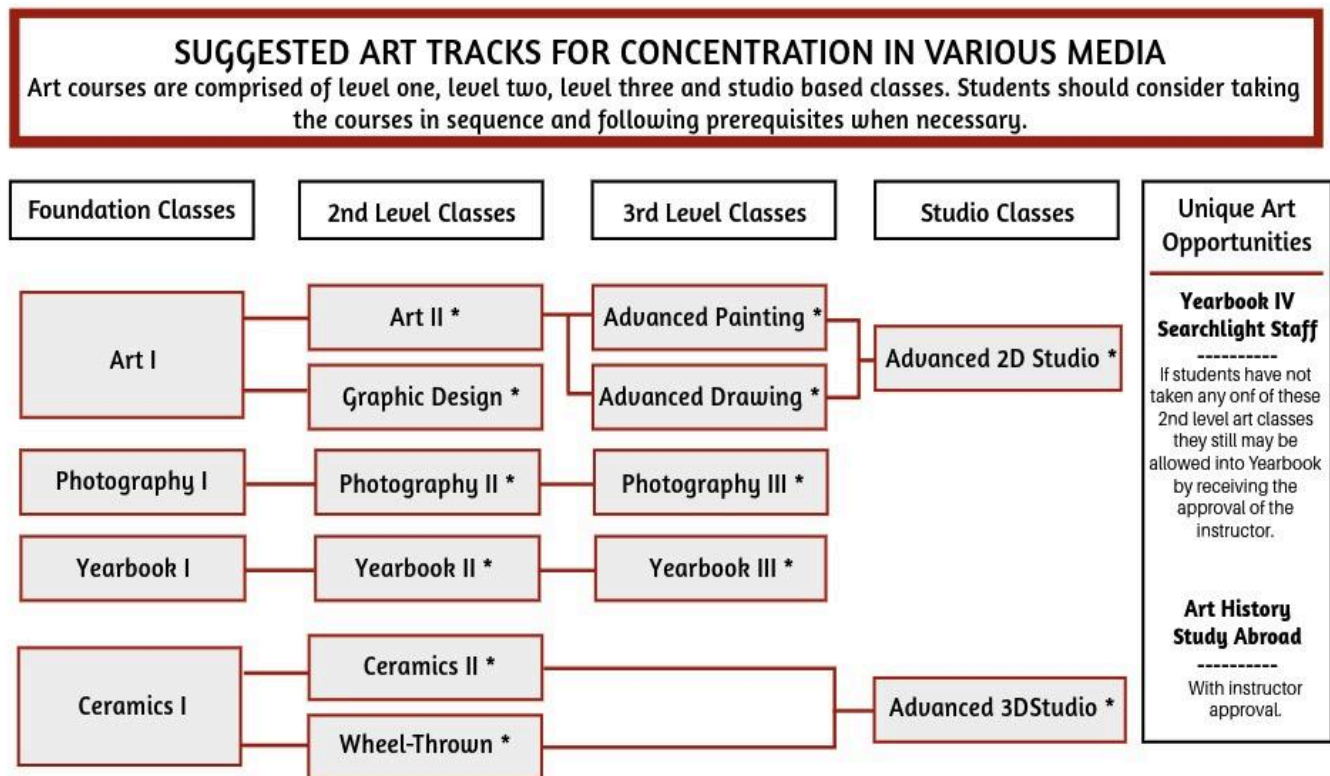 SUGGESTED ART TRACKS FOR CONCENTRATION IN VARIOUS MEDIA
Art courses are comprised of level one, level two, level three and studio based classes. Students should consider taking
the courses in sequence and following prerequisites when necessary.
Foundation Classes
2nd Level Classes
3rd Level Classes
Studio Classes
Art I
Art II *
Graphic Design *
Advanced Painting *
Advanced Drawing *
Advanced 2D Studio *
Photography I
Photography II *
Photography III *
Yearbook I
Yearbook II *
Yearbook III *
Ceramics I
Ceramics II *
Wheel-Thrown *
Advanced 3DStudio *
Unique Art
Opportunities
Yearbook IV
Searchlight Staff
----------
If students have not
taken any onf of these
2nd level art classes
they still may be
allowed into Yearbook
by receiving the
approval of the
instructor.
Art History
Study Abroad
----------
With instructor
approval.